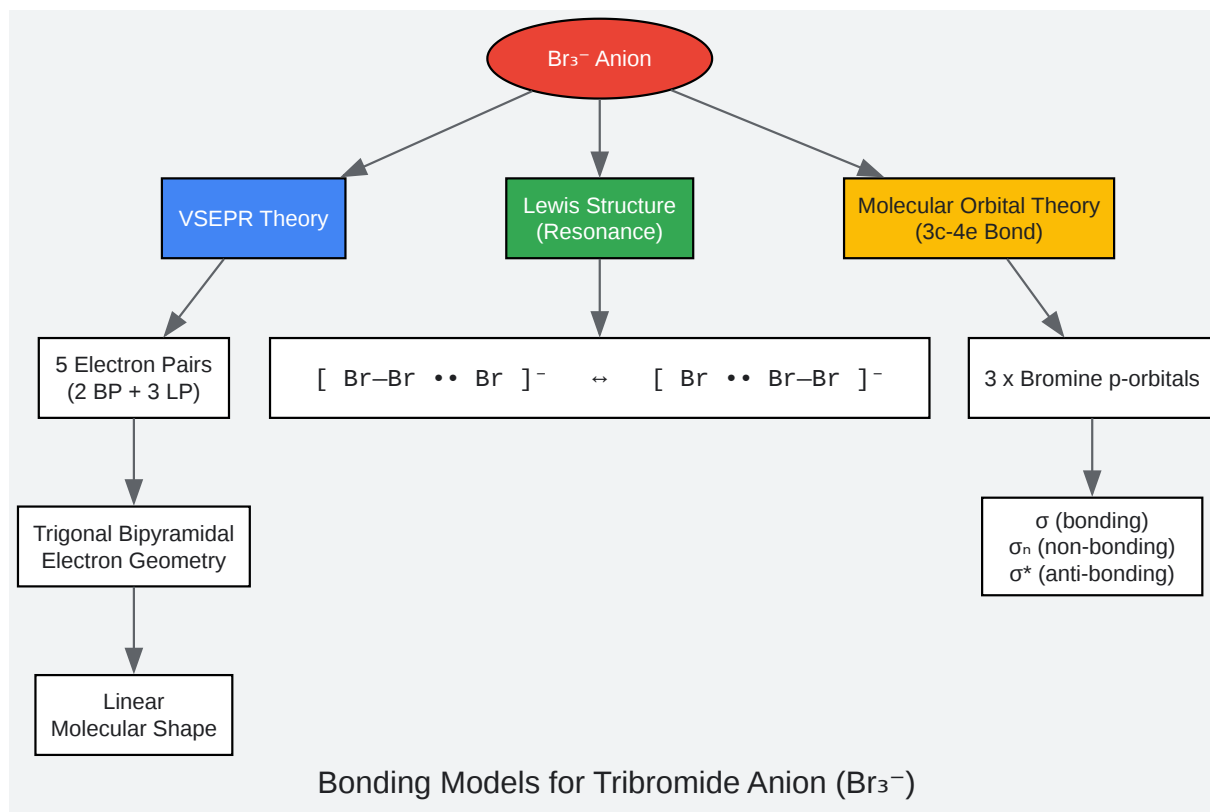 Br₃⁻ Anion
VSEPR Theory
Lewis Structure
(Resonance)
Molecular Orbital Theory
(3c-4e Bond)
5 Electron Pairs
(2 BP + 3 LP)
[ Br—Br •• Br ]⁻ ↔ [ Br •• Br—Br ]⁻
3 x Bromine p-orbitals
Trigonal Bipyramidal
Electron Geometry
σ (bonding)
σₙ (non-bonding)
σ* (anti-bonding)
Linear
Molecular Shape
Bonding Models for Tribromide Anion (Br₃⁻)